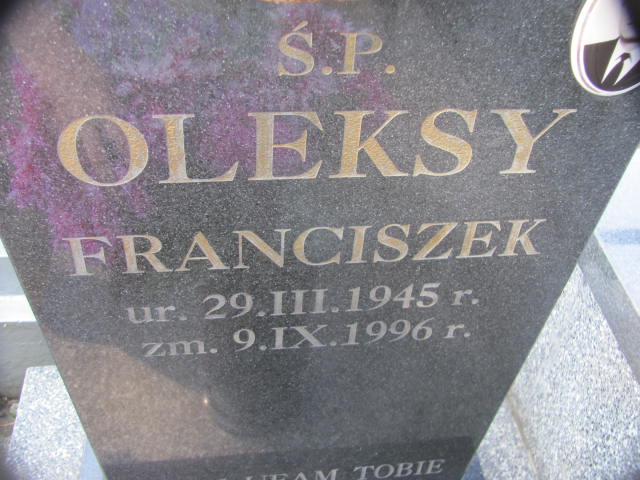 Ś.P.
OLEKSY
FRANCISZEK
ur. 29.III.1945 r.
zm. 9.IX.1996 r.
UFAM TOBIE